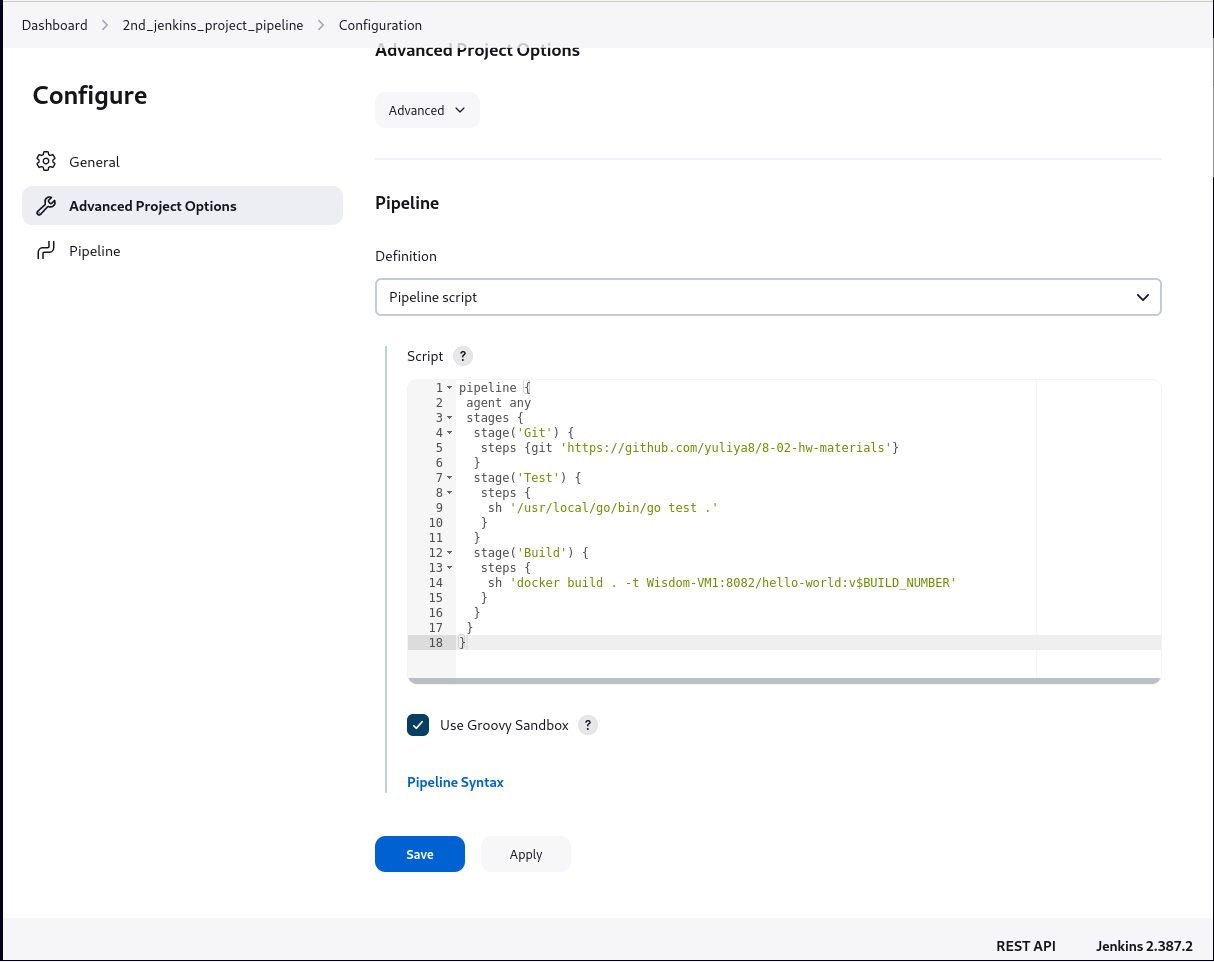 Dashboard > 2nd_jenkins_project_pipeline > Configuration
Configure
General
Advanced Project Options
Pipeline
Advanced Project Options
Advanced
Pipeline
Definition
Pipeline script
Script ?
1 pipeline {
2  agent any
3  stages {
4   stage('Git') {
5    steps {git 'https://github.com/yuliya8/8-02-hw-materials'}
6   }
7   stage('Test') {
8    steps {
9     sh '/usr/local/go/bin/go test .'
10    }
11   }
12   stage('Build') {
13    steps {
14     sh 'docker build . -t Wisdom-VM1:8082/hello-world:v$BUILD_NUMBER'
15    }
16   }
17  }
18 }
Use Groovy Sandbox ?
Pipeline Syntax
Save Apply
REST API Jenkins 2.387.2